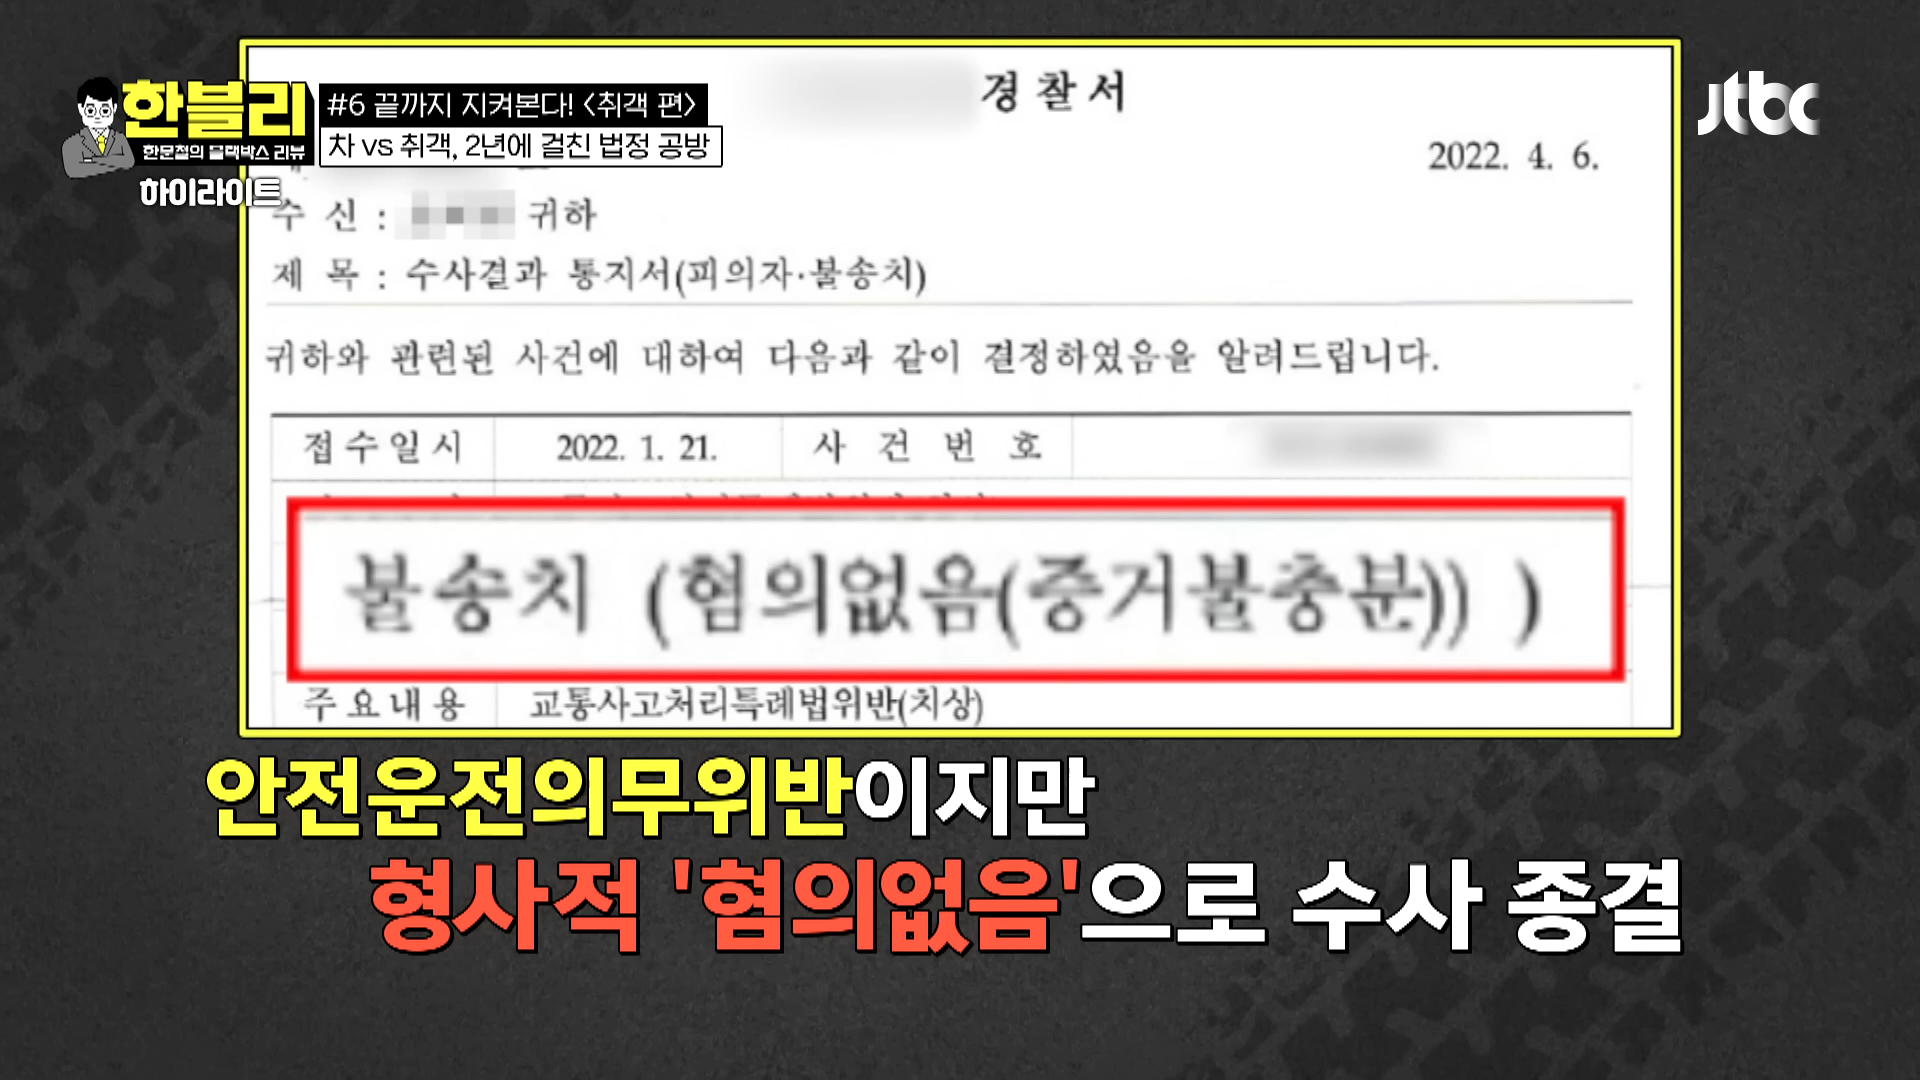 한블리
한문철의 블랙박스 리뷰
하이라이트
#6 끝까지 지켜본다! <취객 편>
차 vs 취객, 2년에 걸친 법정 공방
jtbc
경찰서
2022. 4. 6.
수 신 : 귀하
제 목 : 수사결과 통지서(피의자·불송치)
귀하와 관련된 사건에 대하여 다음과 같이 결정하였음을 알려드립니다.
접수일시 2022. 1. 21. 사 건 번 호
불송치 (혐의없음(증거불충분)) )
주요내용 교통사고처리특례법위반(치상)
안전운전의무위반이지만
형사적 '혐의없음'으로 수사 종결